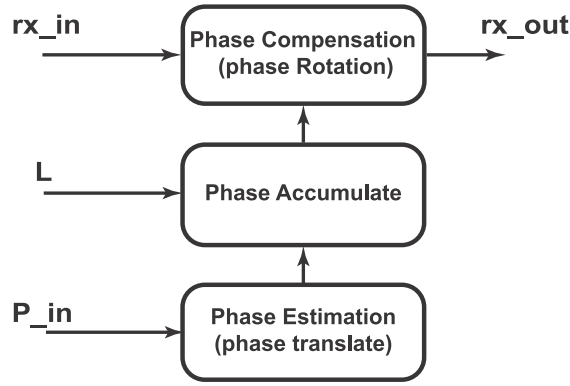 rx_in
Phase Compensation
(phase Rotation)
rx_out
L
Phase Accumulate
P_in
Phase Estimation
(phase translate)